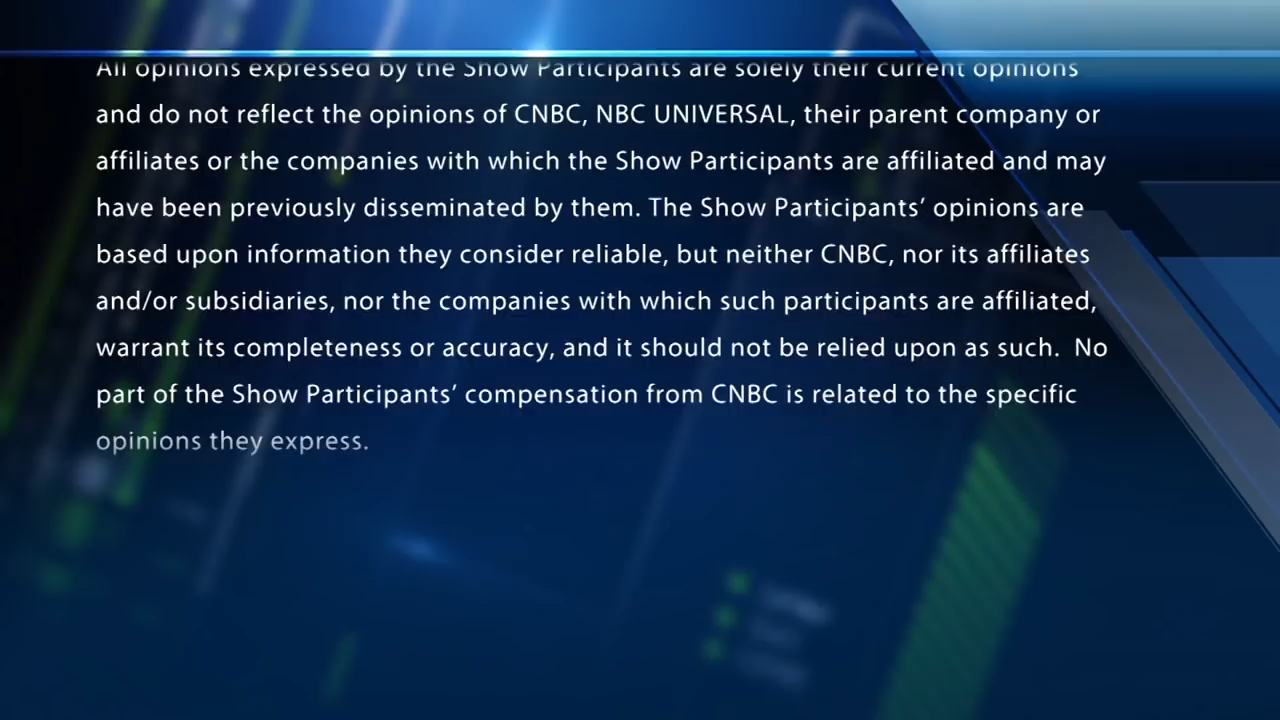 All opinions expressed by the Show Participants are solely their current opinions
and do not reflect the opinions of CNBC, NBC UNIVERSAL, their parent company or
affiliates or the companies with which the Show Participants are affiliated and may
have been previously disseminated by them. The Show Participants’ opinions are
based upon information they consider reliable, but neither CNBC, nor its affiliates
and/or subsidiaries, nor the companies with which such participants are affiliated,
warrant its completeness or accuracy, and it should not be relied upon as such.  No
part of the Show Participants’ compensation from CNBC is related to the specific
opinions they express.